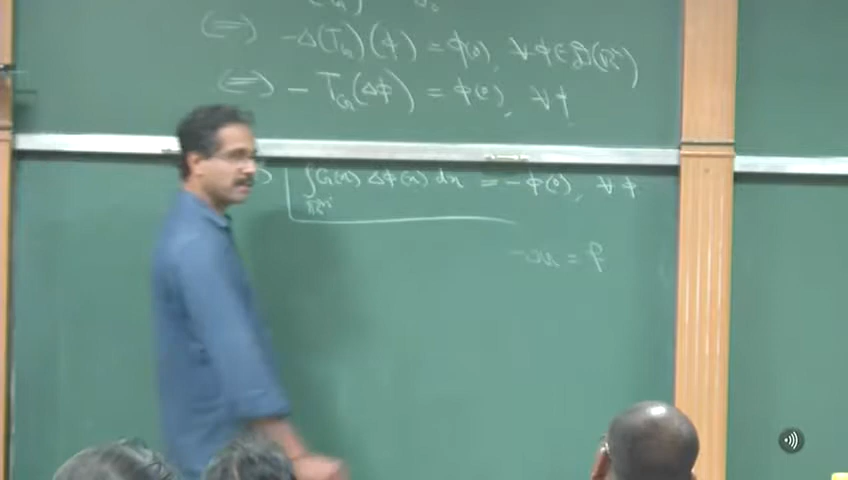 ⇔ -Δ(T_G)(φ) = φ(0), ∀ φ ∈ 𝒟(ℝⁿ)
⇔ - T_G(Δφ) = φ(0), ∀ φ
∫_{ℝⁿ} G(x) Δφ(x) dx = -φ(0), ∀ φ.
-Δu = f